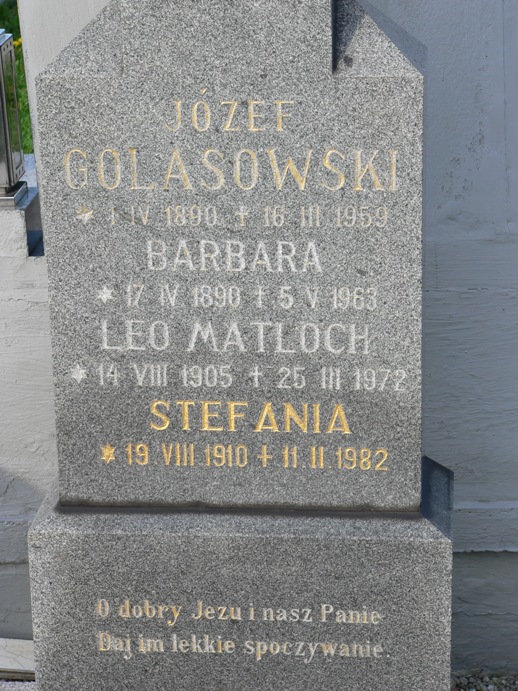 JÓZEF
GOLASOWSKI
* 1 IV 1890 + 16 III 1959
BARBARA
* 17 IV 1890 + 5 V 1963
LEO MATLOCH
* 14 VIII 1905 + 25 III 1972
STEFANIA
* 19 VIII 1910 + 11 II 1982
O dobry Jezu i nasz Panie
Daj im lekkie spoczywanie.